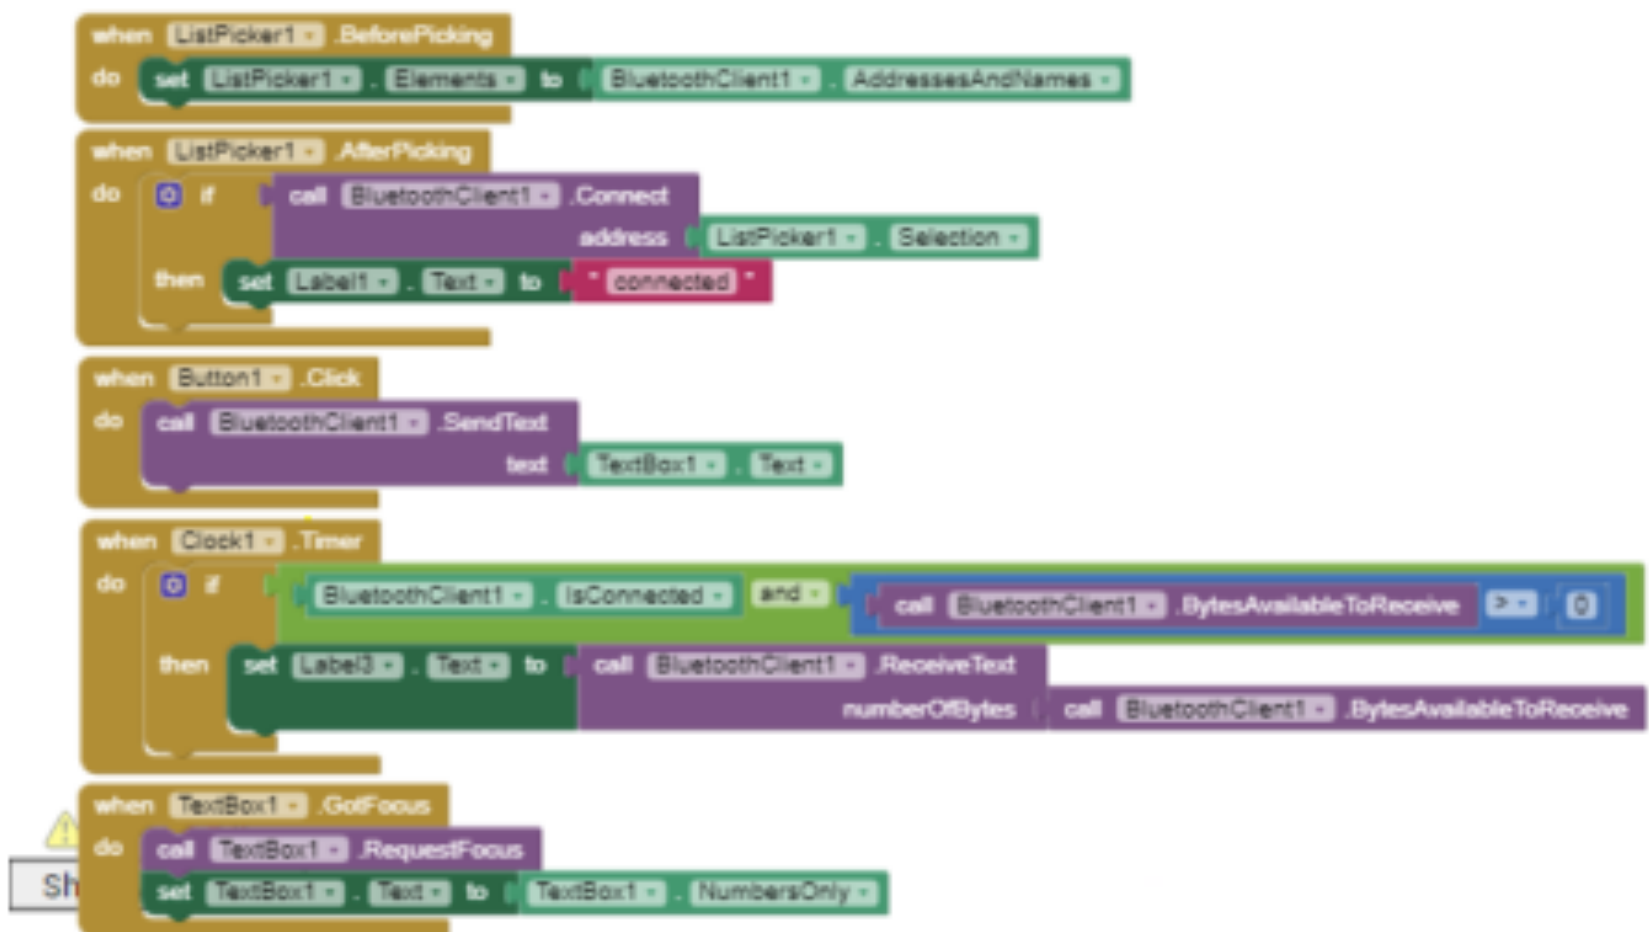 when ListPicker1 .BeforePicking
do set ListPicker1 . Elements to BluetoothClient1 . AddressesAndNames
when ListPicker1 .AfterPicking
do if call BluetoothClient1 .Connect
address ListPicker1 . Selection
then set Label1 . Text to " connected "
when Button1 .Click
do call BluetoothClient1 .SendText
text TextBox1 . Text
when Clock1 .Timer
do if BluetoothClient1 . IsConnected and call BluetoothClient1 .BytesAvailableToReceive > 0
then set Label3 . Text to call BluetoothClient1 .ReceiveText
numberOfBytes call BluetoothClient1 .BytesAvailableToReceive
when TextBox1 .GotFocus
do call TextBox1 .RequestFocus
Sh set TextBox1 . Text to TextBox1 . NumbersOnly